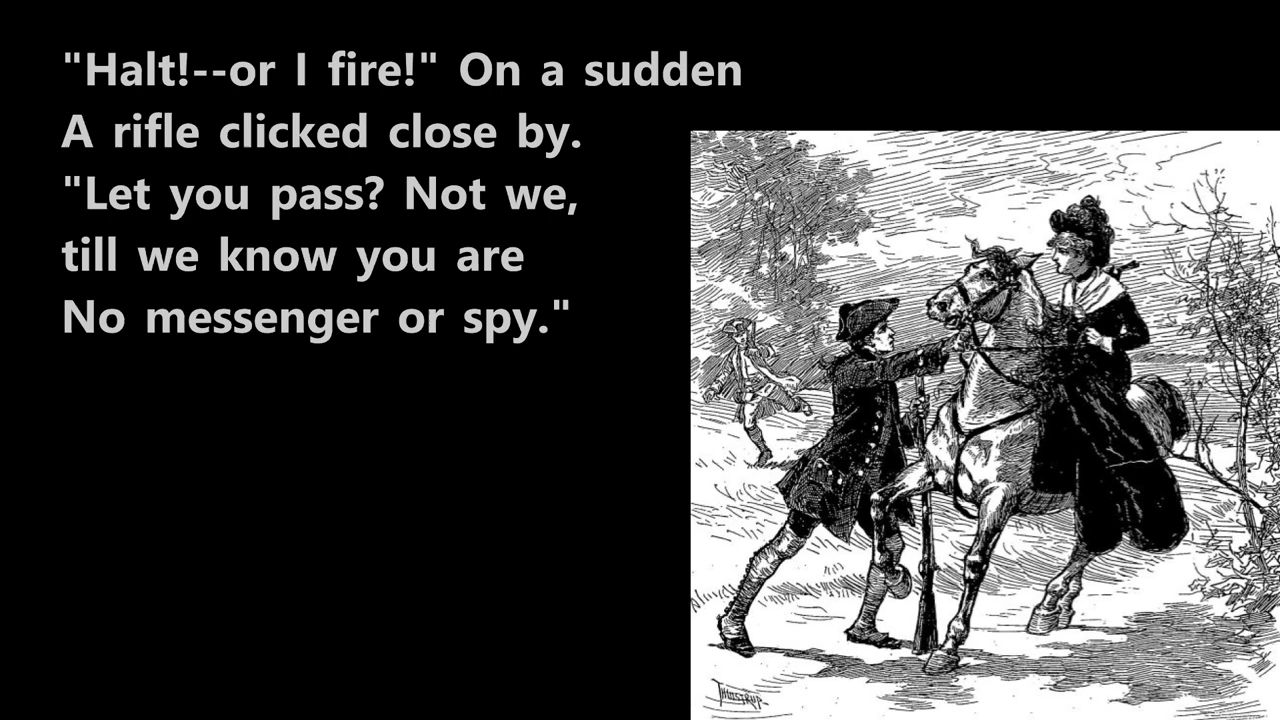 "Halt!--or I fire!" On a sudden
A rifle clicked close by.
"Let you pass? Not we,
till we know you are
No messenger or spy."
THULSTRUP